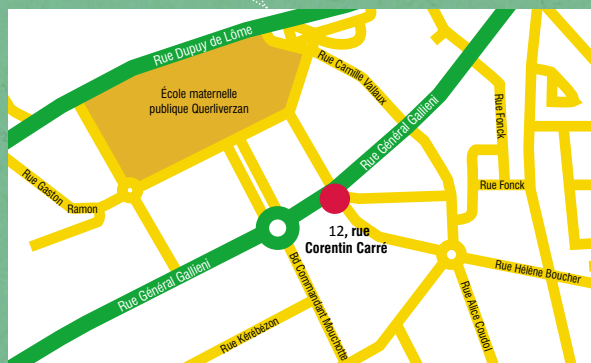 Rue Dupuy de Lôme
École maternelle
publique Querliverzan
Rue Camille Vallaux
Rue Fonck
Rue Général Gallieni
Rue Fonck
Rue Gaston
Ramon
12, rue
Corentin Carré
Rue Hélène Boucher
Rue Général Gallieni
Bd Commandant Mouchotte
Rue Kérébézon
Rue Alice Coudol